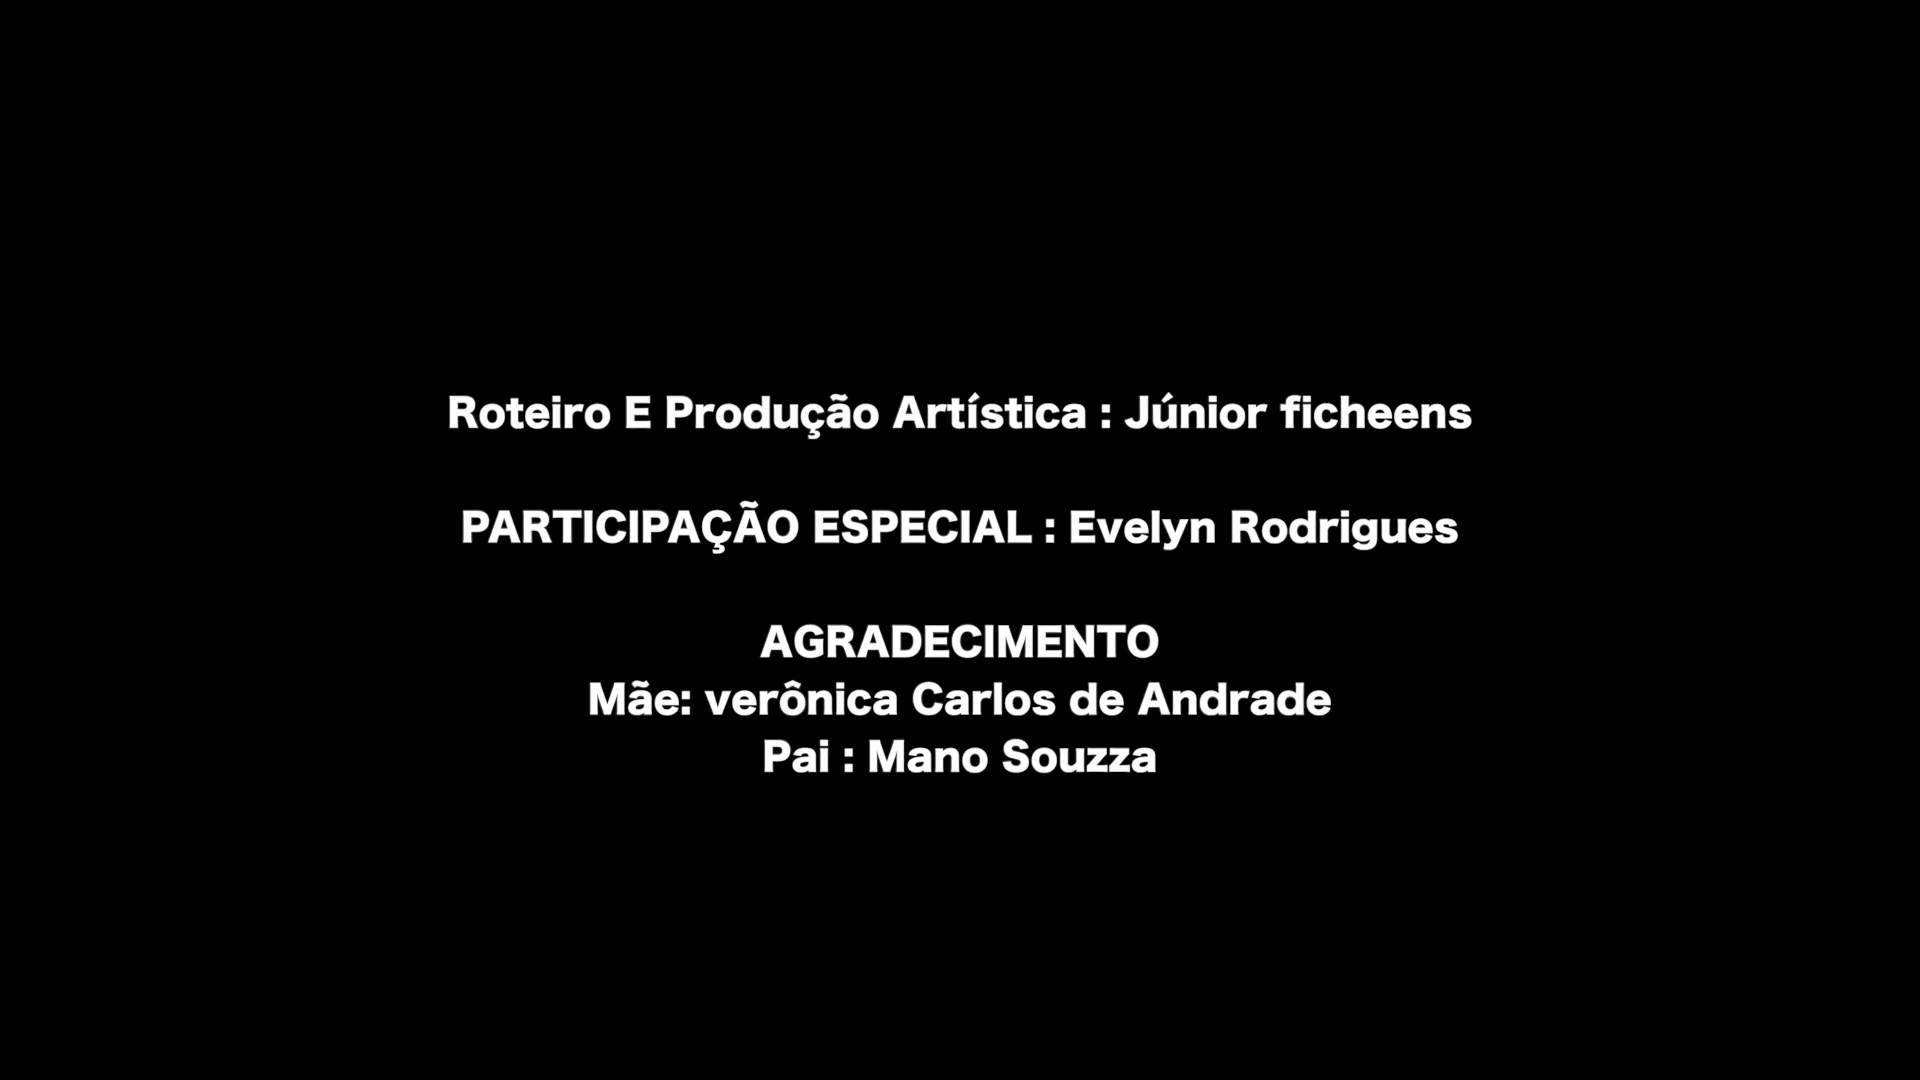 Roteiro E Produção Artística : Júnior ficheens
PARTICIPAÇÃO ESPECIAL : Evelyn Rodrigues
AGRADECIMENTO
Mãe: verônica Carlos de Andrade
Pai : Mano Souzza